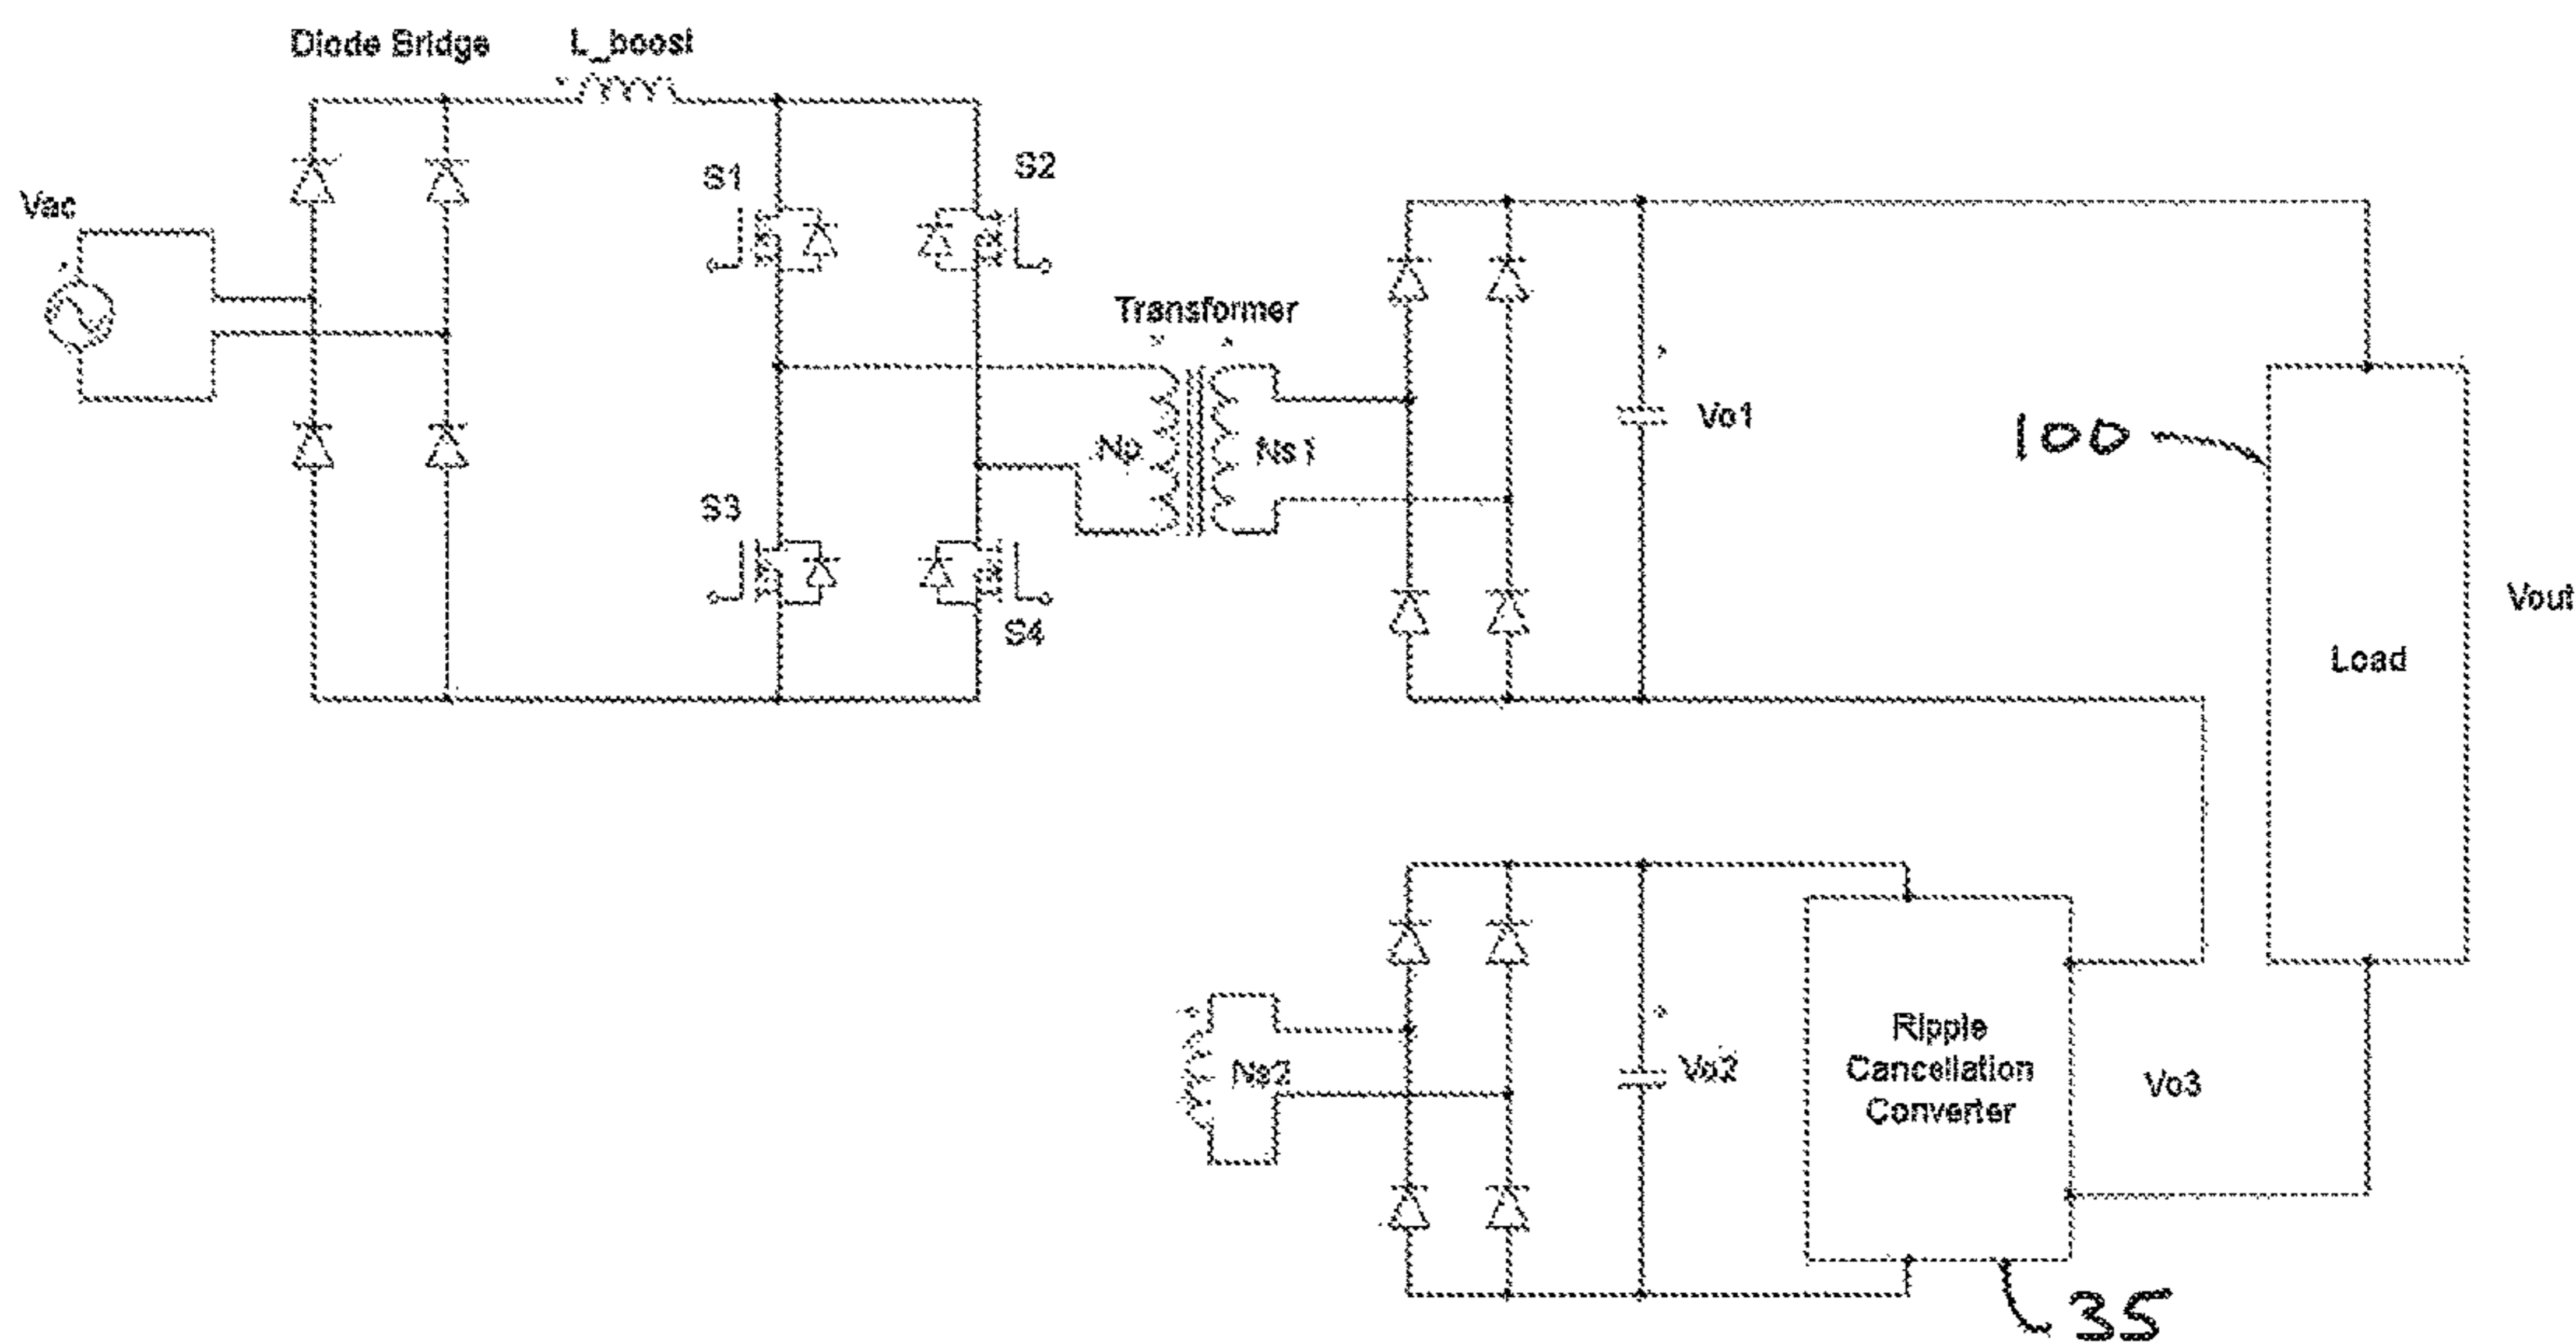 Diode Bridge
L_boost
Vac
S1
S2
S3
S4
Transformer
Np
Ns1
Vo1
100
Load
Vout
Ns2
Vo2
Ripple
Cancellation
Converter
Vo3
35